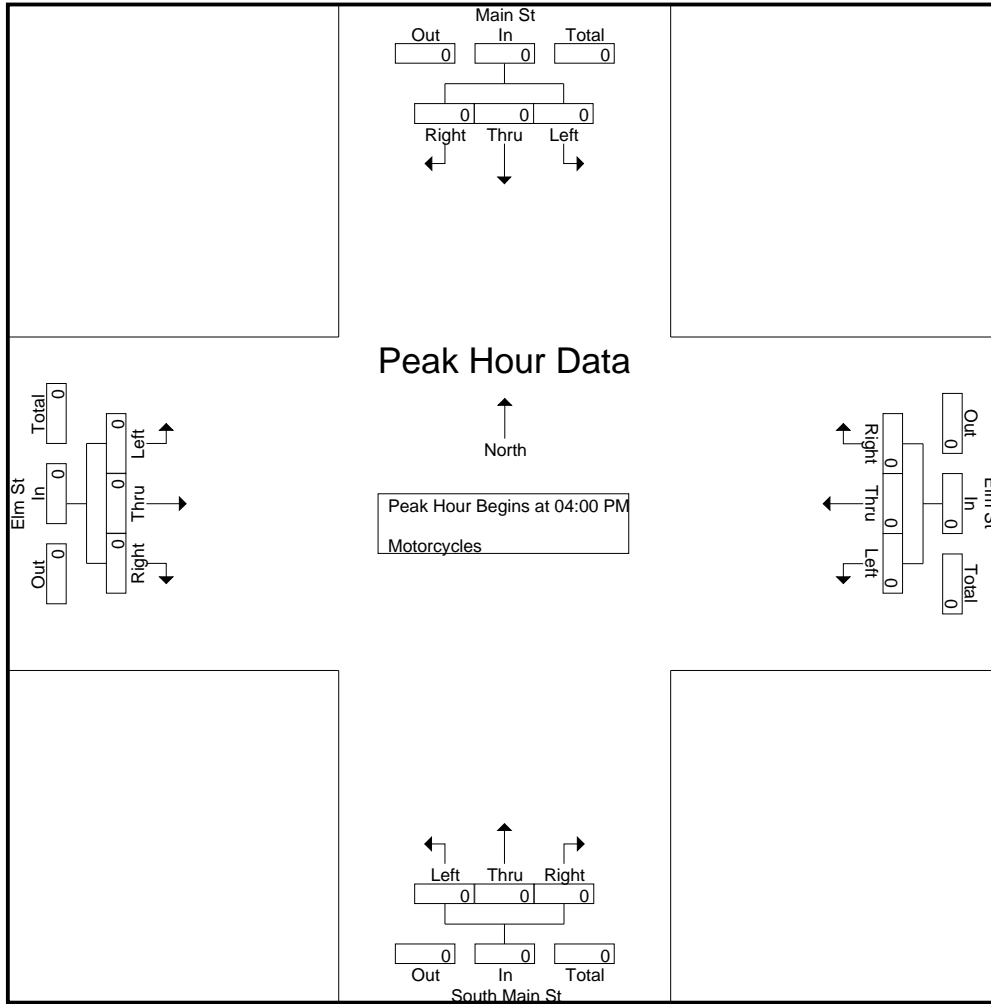 Main St
Out In Total
0 0 0
0 0 0
Right Thru Left
Peak Hour Data
North
Peak Hour Begins at 04:00 PM
Motorcycles
Elm St
Out In Total
0 0 0
0 0 0
Right Thru Left
Elm St
Left Thru Right
0 0 0
Total In Out
0 0 0
Left Thru Right
0 0 0
0 0 0
Out In Total
South Main St